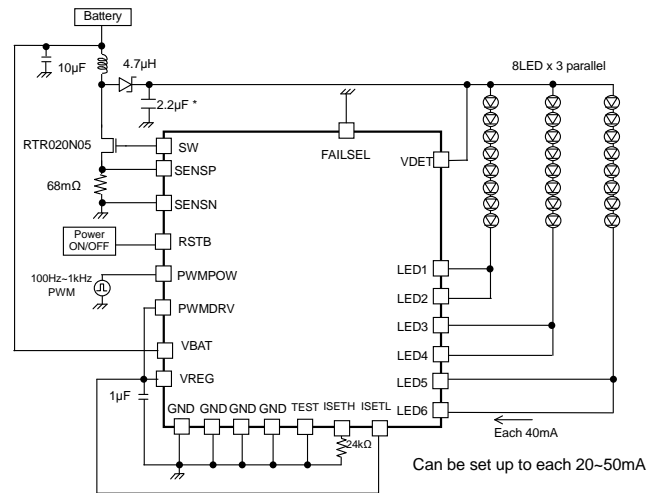 Battery
10µF
4.7µH
2.2µF *
8LED x 3 parallel
RTR020N05
68mΩ
Power
ON/OFF
100Hz~1kHz
PWM
SW
SENSP
SENSN
RSTB
PWMPOW
PWMDRV
VBAT
VREG
1µF
FAILSEL
VDET
LED1
LED2
LED3
LED4
LED5
LED6
GND
GND
GND
GND
TEST
ISETH
ISETL
24kΩ
Each 40mA
Can be set up to each 20~50mA